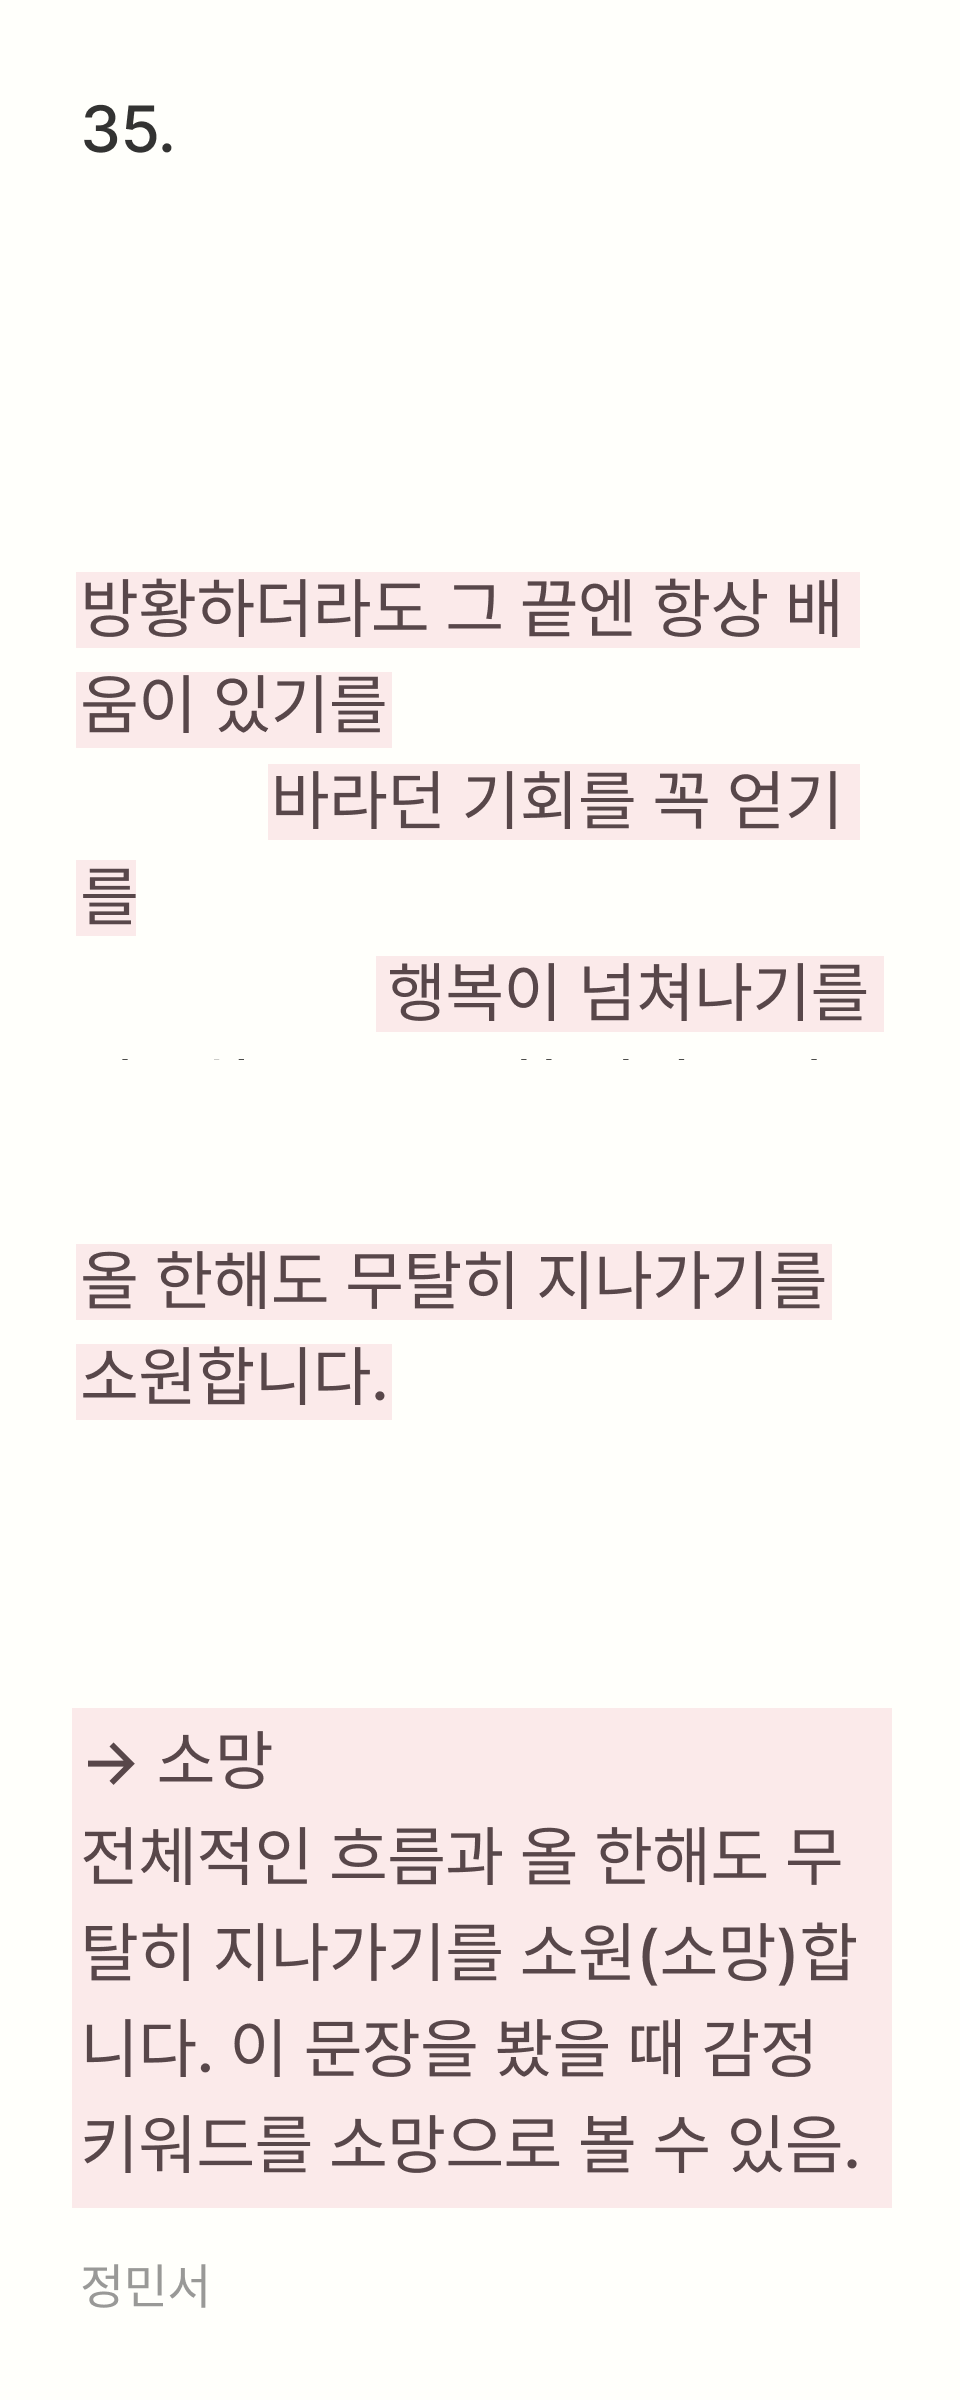 35.
방황하더라도 그 끝엔 항상 배
움이 있기를
바라던 기회를 꼭 얻기
를
행복이 넘쳐나기를
올 한해도 무탈히 지나가기를
소원합니다.
→ 소망
전체적인 흐름과 올 한해도 무
탈히 지나가기를 소원(소망)합
니다. 이 문장을 봤을 때 감정
키워드를 소망으로 볼 수 있음.
정민서